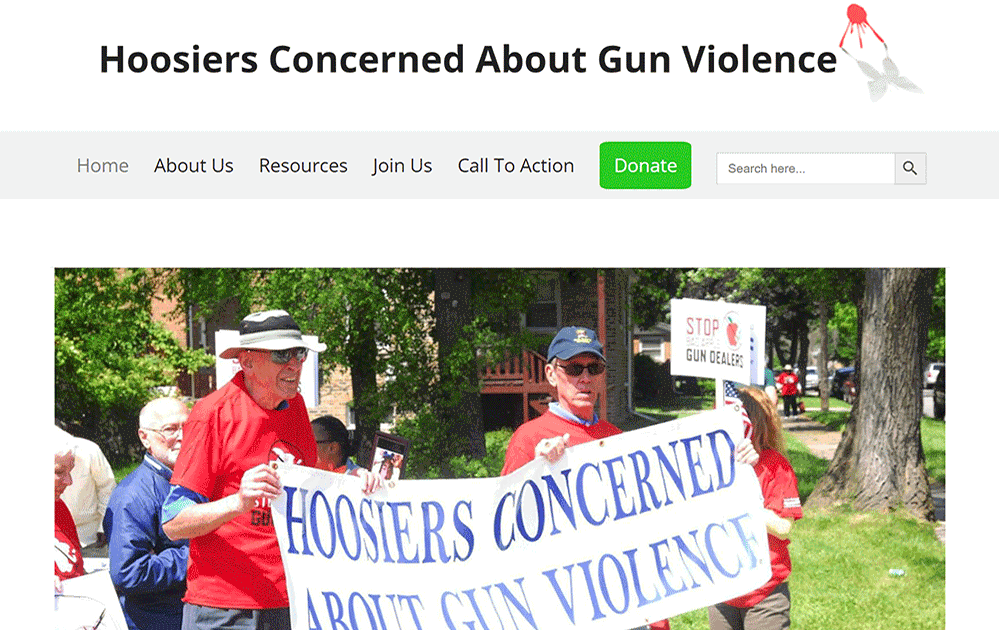 Hoosiers Concerned About Gun Violence
Home About Us Resources Join Us Call To Action Donate Search here...
STOP
BAD APPLE
GUN DEALERS
HOOSIERS CONCERNED
ABOUT GUN VIOLENCE